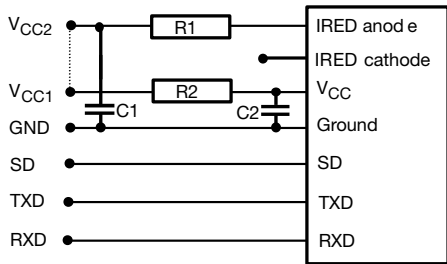 VCC2 R1 IRED anod e
IRED cathode
VCC1 R2 VCC
C1 C2
GND Ground
SD SD
TXD TXD
RXD RXD